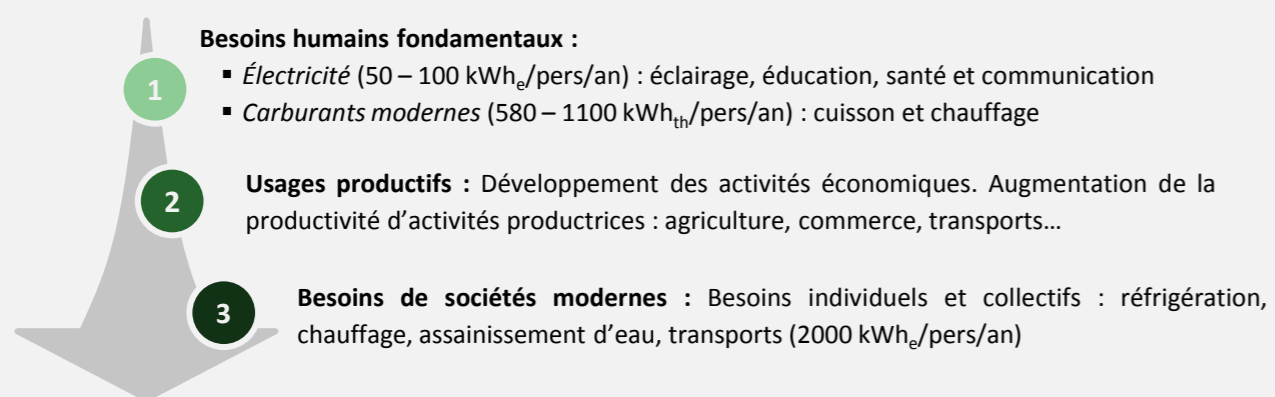 Besoins humains fondamentaux :
1
▪ Électricité (50 – 100 kWhe/pers/an) : éclairage, éducation, santé et communication
▪ Carburants modernes (580 – 1100 kWhth/pers/an) : cuisson et chauffage
2
Usages productifs : Développement des activités économiques. Augmentation de la
productivité d’activités productrices : agriculture, commerce, transports…
3
Besoins de sociétés modernes : Besoins individuels et collectifs : réfrigération,
chauffage, assainissement d’eau, transports (2000 kWhe/pers/an)